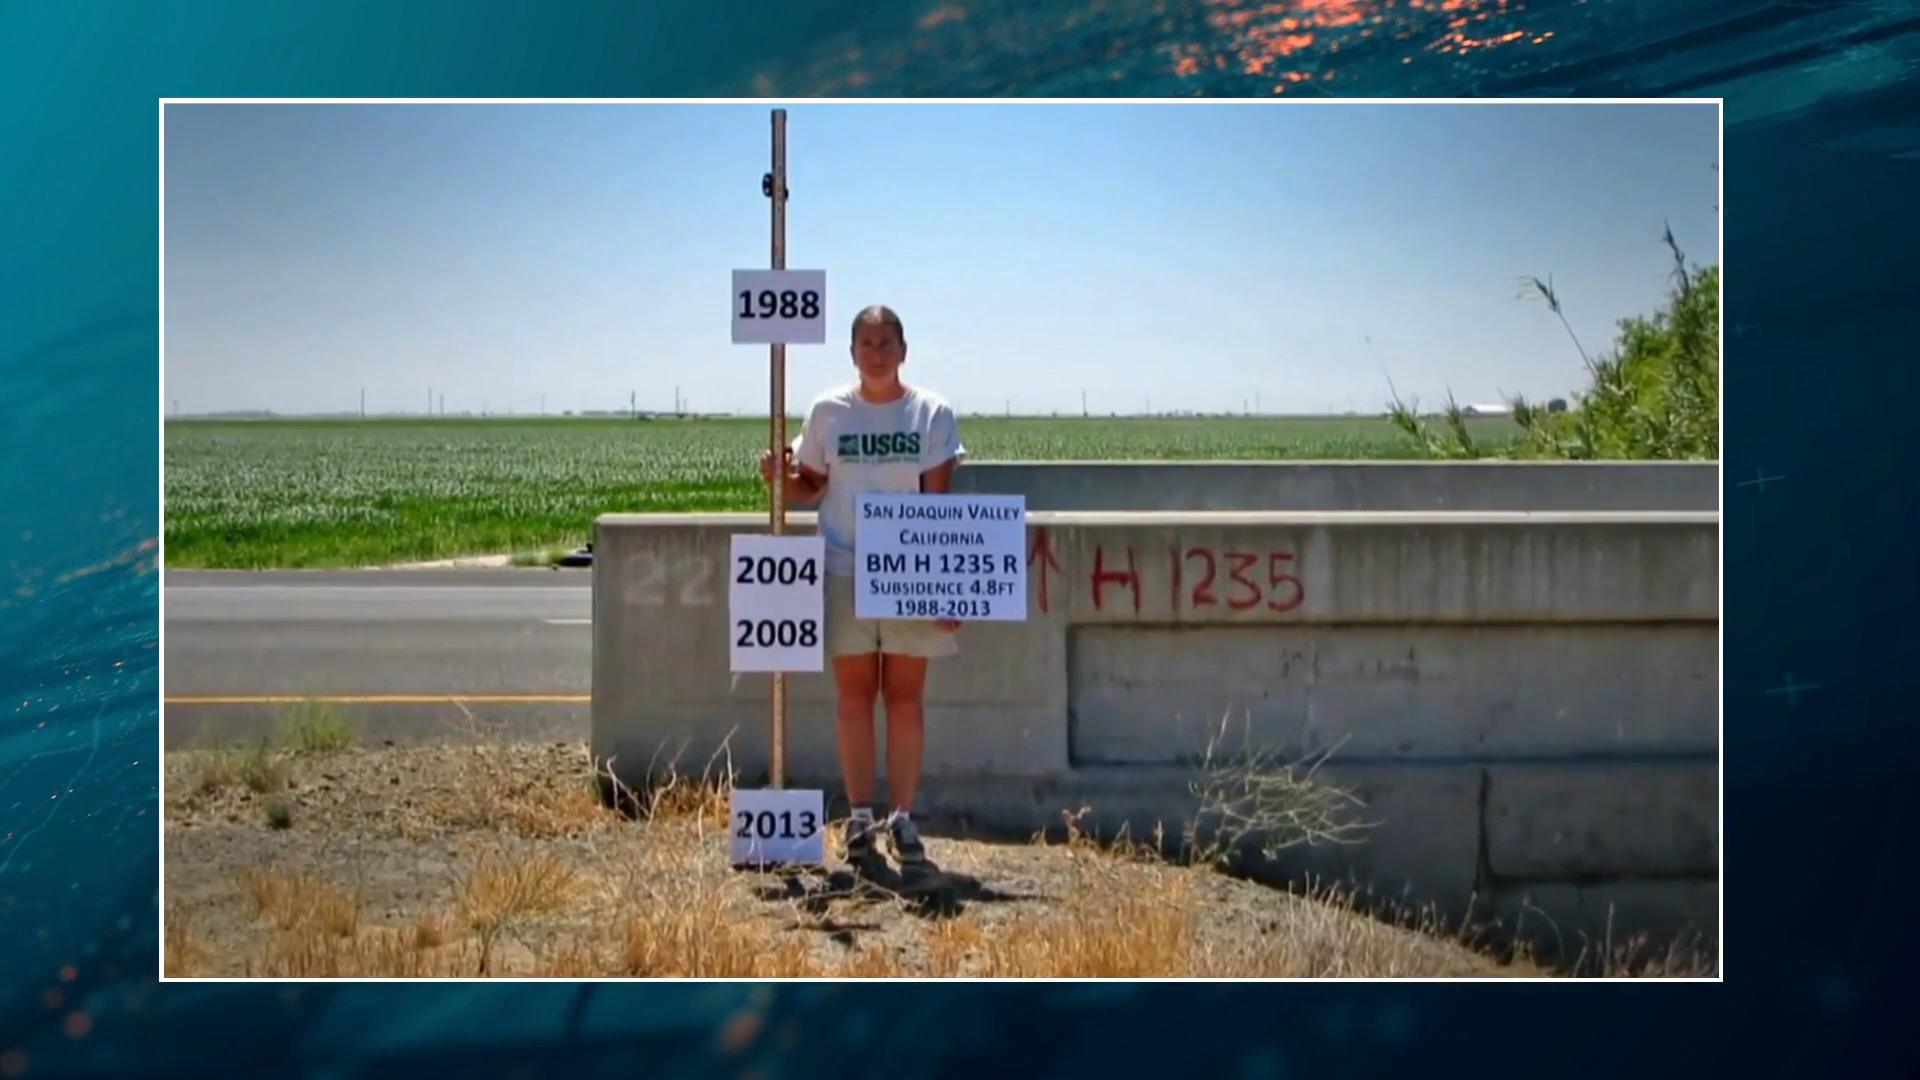 1988
USGS
SAN JOAQUIN VALLEY
CALIFORNIA
BM H 1235 R
SUBSIDENCE 4.8FT
1988-2013
22
2004
2008
↑ H 1235
2013